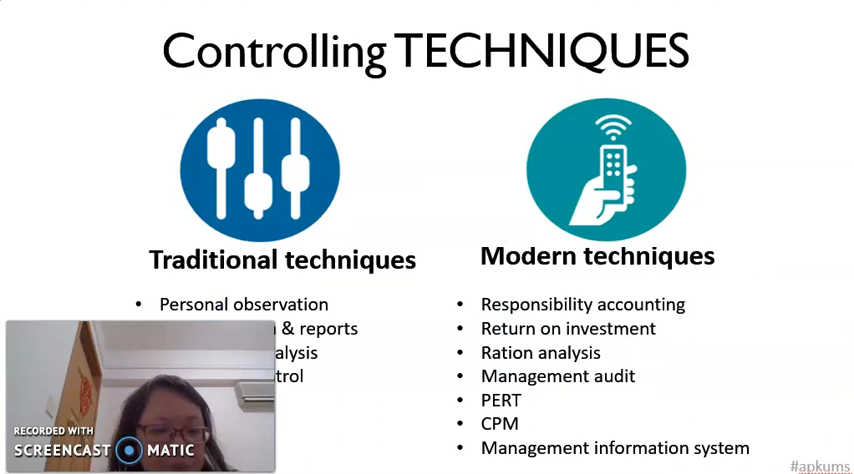 Controlling TECHNIQUES
Traditional techniques
• Personal observation
& reports
alysis
trol
Modern techniques
• Responsibility accounting
• Return on investment
• Ration analysis
• Management audit
• PERT
• CPM
• Management information system
RECORDED WITH
SCREENCAST MATIC
#apkums